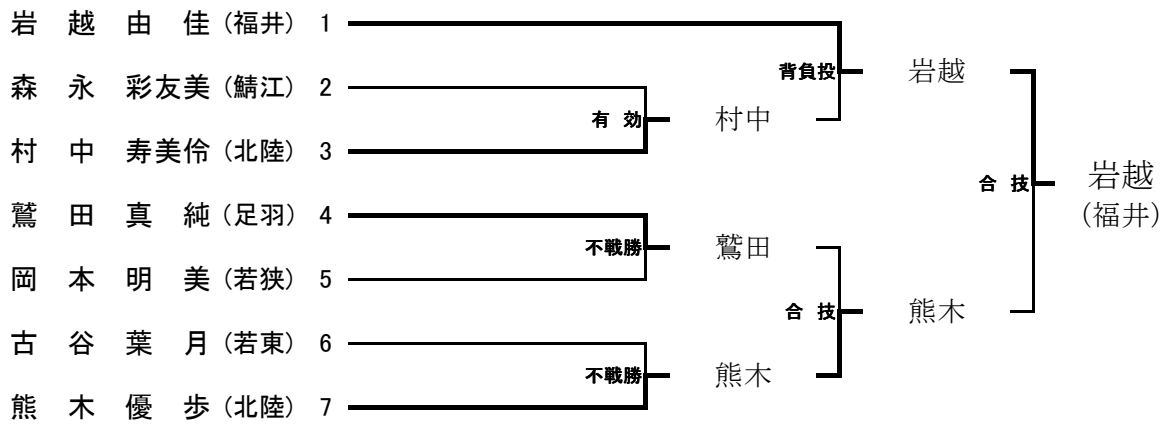 岩越由佳(福井) 1
背負投 岩越
森永彩友美(鯖江) 2
有効 村中
村中寿美伶(北陸) 3
合技 岩越
(福井)
鷲田真純(足羽) 4
不戦勝 鷲田
岡本明美(若狭) 5
合技 熊木
古谷葉月(若東) 6
不戦勝 熊木
熊木優歩(北陸) 7